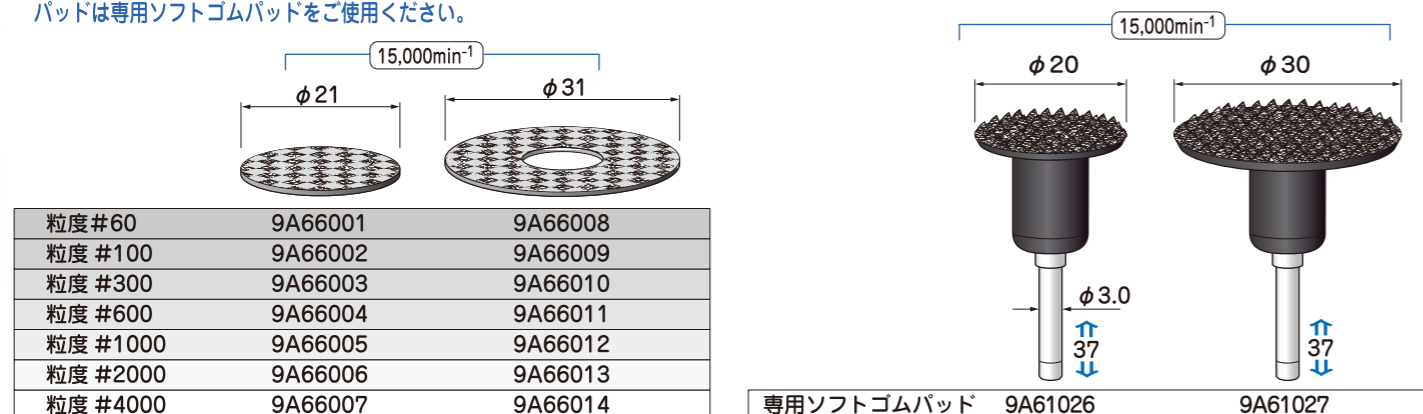 パッドは専用ソフトゴムパッドをご使用ください。
15,000min-1
φ21 φ31
粒度#60 9A66001 9A66008
粒度 #100 9A66002 9A66009
粒度 #300 9A66003 9A66010
粒度 #600 9A66004 9A66011
粒度 #1000 9A66005 9A66012
粒度 #2000 9A66006 9A66013
粒度 #4000 9A66007 9A66014
15,000min-1
φ20 φ30
φ3.0
37 37
専用ソフトゴムパッド 9A61026 9A61027